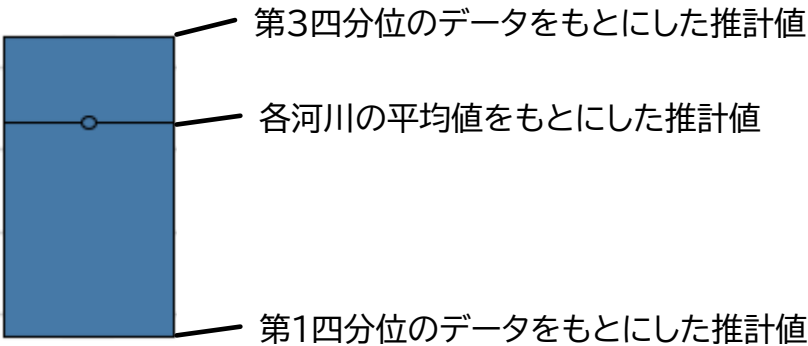 第3四分位のデータをもとにした推計値
各河川の平均値をもとにした推計値
第1四分位のデータをもとにした推計値